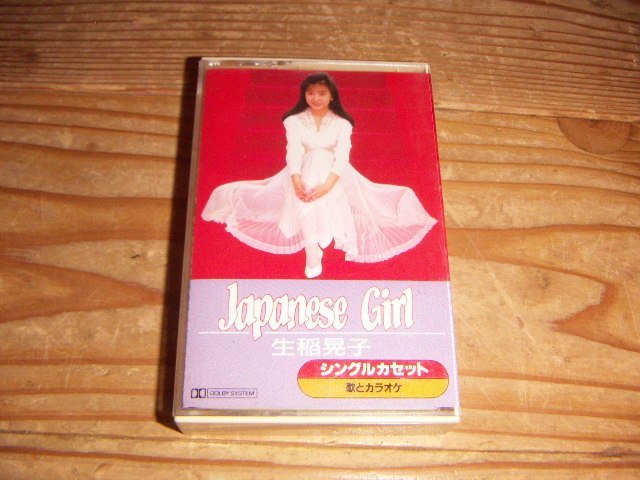 Japanese Girl
生稲晃子
シングルカセット
歌とカラオケ
DOLBY SYSTEM